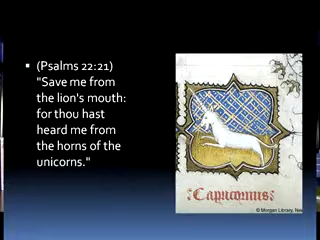 (Psalms 22:21)
"Save me from
the lion's mouth:
for thou hast
heard me from
the horns of the
unicorns."
:Capricornus:
© Morgan Library, New